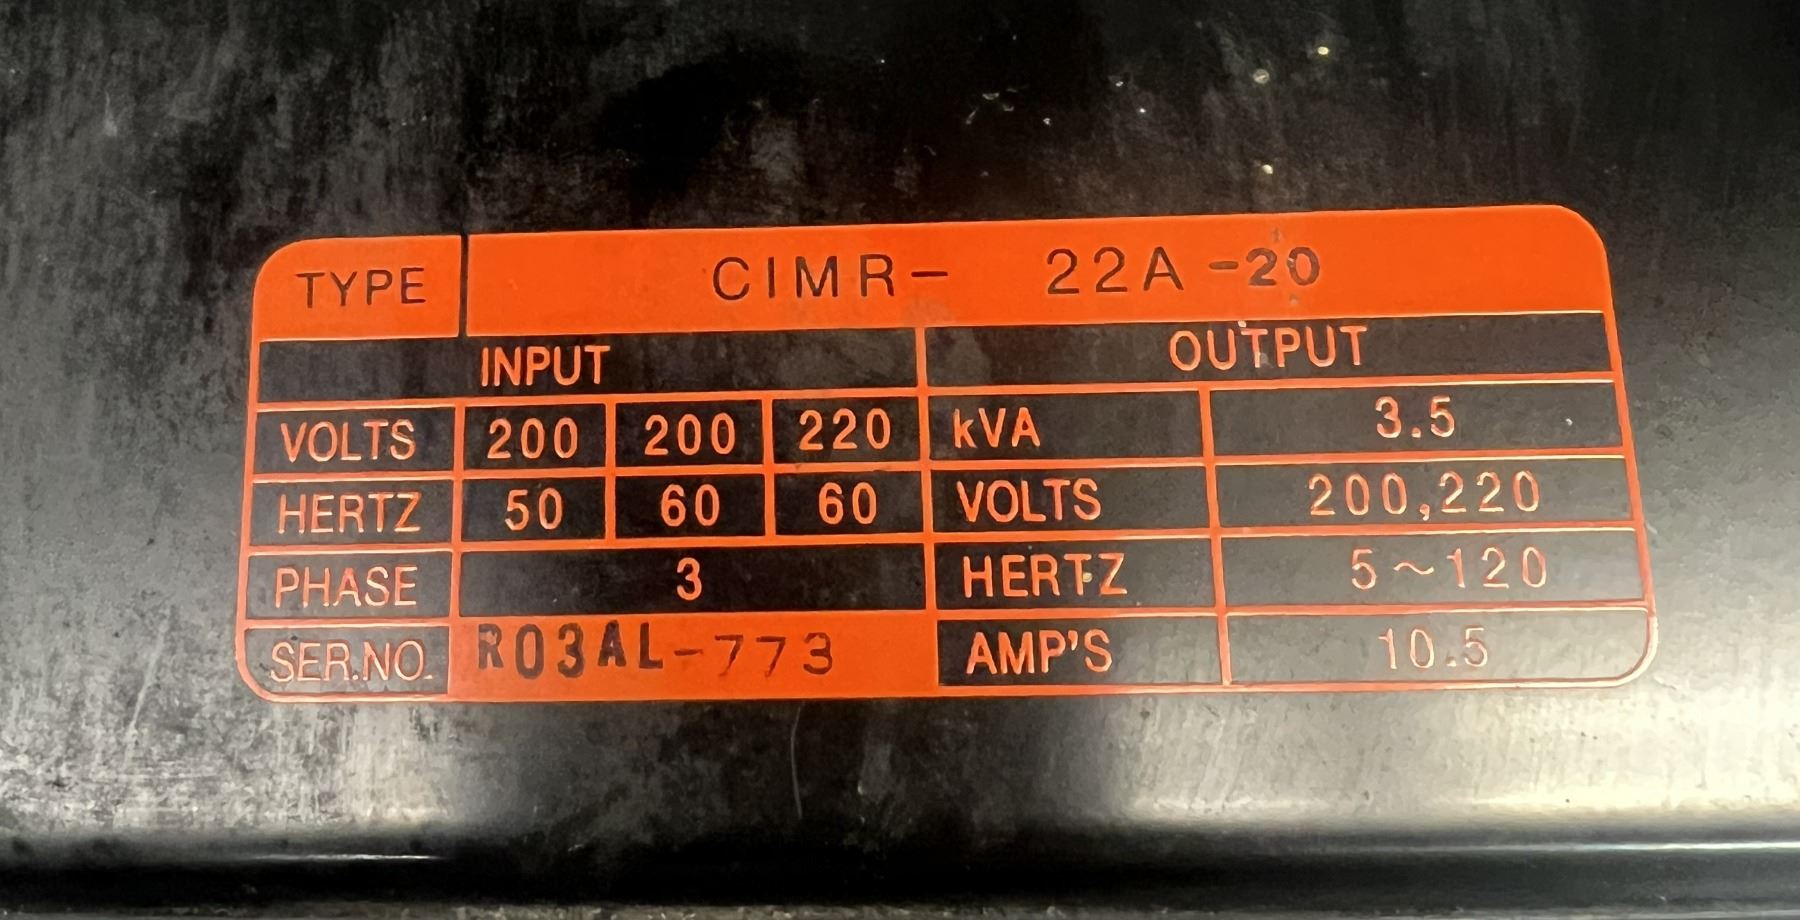 TYPE CIMR- 22A-20
INPUT OUTPUT
VOLTS 200 200 220 kVA 3.5
HERTZ 50 60 60 VOLTS 200,220
PHASE 3 HERTZ 5~120
SER.NO. R03AL-773 AMP'S 10.5